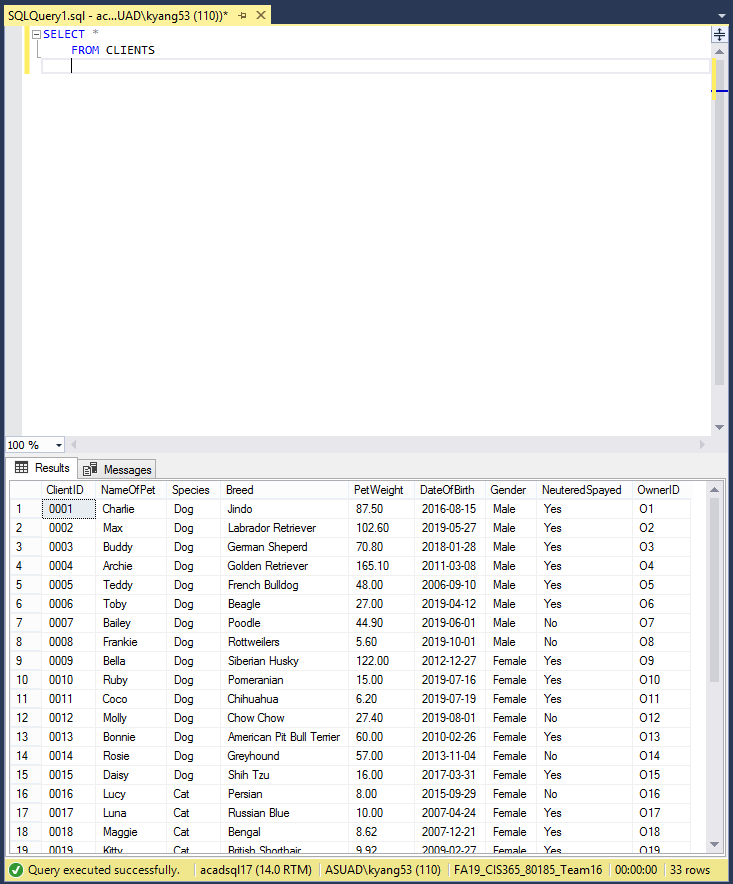 SQLQuery1.sql - ac...UAD\kyang53 (110))*
SELECT *
FROM CLIENTS
100 %
Results Messages
ClientID NameOfPet Species Breed PetWeight DateOfBirth Gender NeuteredSpayed OwnerID
1 0001 Charlie Dog Jindo 87.50 2016-08-15 Male Yes O1
2 0002 Max Dog Labrador Retriever 102.60 2019-05-27 Male Yes O2
3 0003 Buddy Dog German Sheperd 70.80 2018-01-28 Male Yes O3
4 0004 Archie Dog Golden Retriever 165.10 2011-03-08 Male Yes O4
5 0005 Teddy Dog French Bulldog 48.00 2006-09-10 Male Yes O5
6 0006 Toby Dog Beagle 27.00 2019-04-12 Male Yes O6
7 0007 Bailey Dog Poodle 44.90 2019-06-01 Male No O7
8 0008 Frankie Dog Rottweilers 5.60 2019-10-01 Male No O8
9 0009 Bella Dog Siberian Husky 122.00 2012-12-27 Female Yes O9
10 0010 Ruby Dog Pomeranian 15.00 2019-07-16 Female Yes O10
11 0011 Coco Dog Chihuahua 6.20 2019-07-19 Female Yes O11
12 0012 Molly Dog Chow Chow 27.40 2019-08-01 Female No O12
13 0013 Bonnie Dog American Pit Bull Terrier 60.00 2010-02-26 Female Yes O13
14 0014 Rosie Dog Greyhound 57.00 2013-11-04 Female No O14
15 0015 Daisy Dog Shih Tzu 16.00 2017-03-31 Female Yes O15
16 0016 Lucy Cat Persian 8.00 2015-09-29 Female No O16
17 0017 Luna Cat Russian Blue 10.00 2007-04-24 Female Yes O17
18 0018 Maggie Cat Bengal 8.62 2007-12-21 Female Yes O18
19 0019 Kitty Cat British Shorthair 9.92 2009-02-27 Female Yes O19
Query executed successfully. acadsql17 (14.0 RTM) ASUAD\kyang53 (110) FA19_CIS365_80185_Team16 00:00:00 33 rows